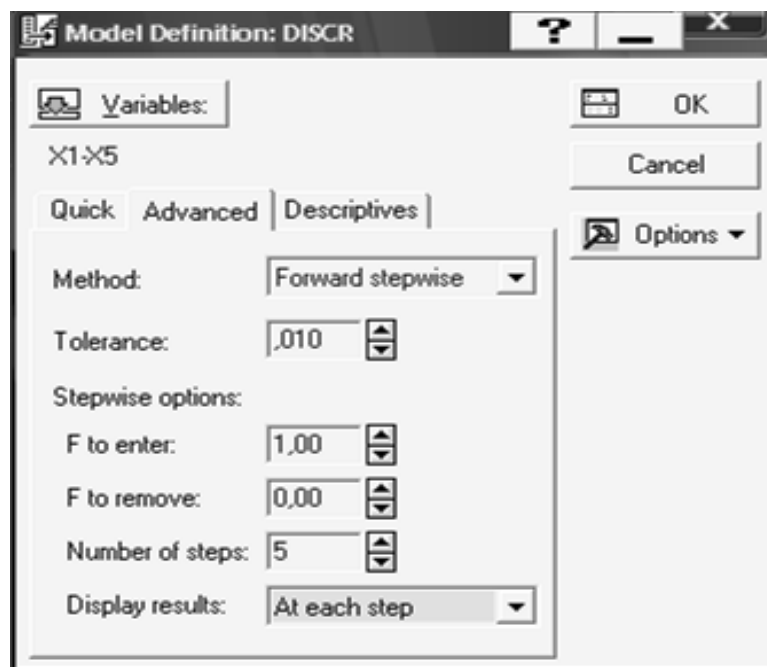 Model Definition: DISCR ? _ X
Variables: OK
X1-X5 Cancel
Quick Advanced Descriptives Options
Method: Forward stepwise
Tolerance: ,010
Stepwise options:
F to enter: 1,00
F to remove: 0,00
Number of steps: 5
Display results: At each step